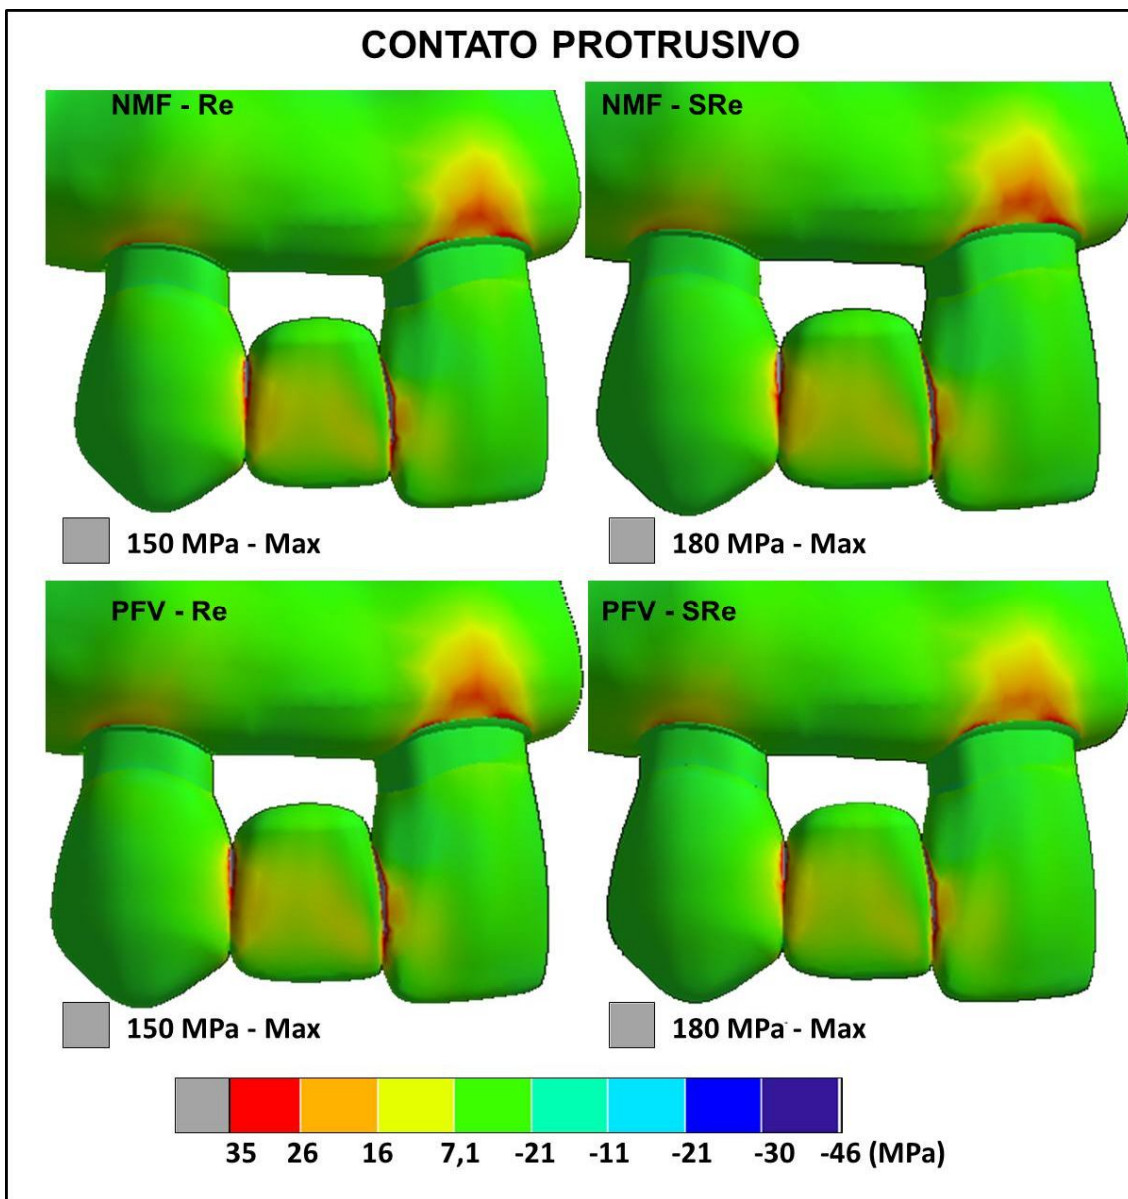 CONTATO PROTRUSIVO
NMF - Re
NMF - SRe
150 MPa - Max
180 MPa - Max
PFV - Re
PFV - SRe
150 MPa - Max
180 MPa - Max
35 26 16 7,1 -21 -11 -21 -30 -46 (MPa)